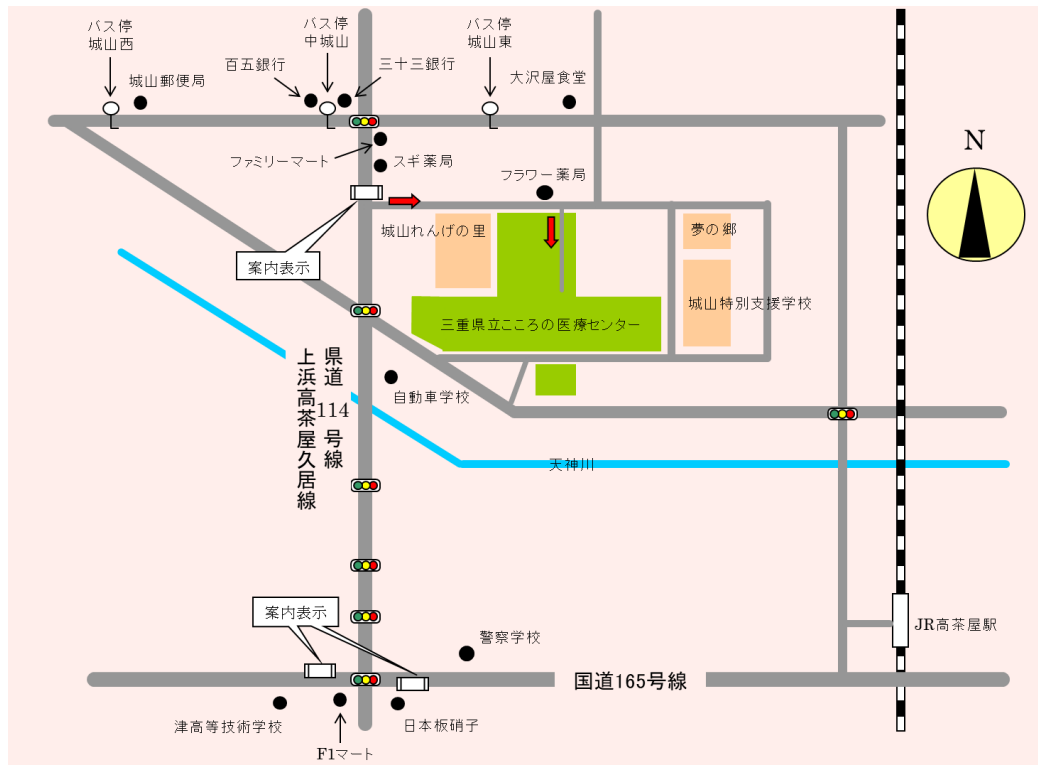 バス停
城山西
バス停
中城山
バス停
城山東
城山郵便局
百五銀行
三十三銀行
大沢屋食堂
ファミリーマート
スギ薬局
フラワー薬局
N
城山れんげの里
夢の郷
案内表示
城山特別支援学校
三重県立こころの医療センター
県道114号線
上浜高茶屋久居線
自動車学校
天神川
案内表示
警察学校
JR高茶屋駅
国道165号線
津高等技術学校
日本板硝子
F1マート